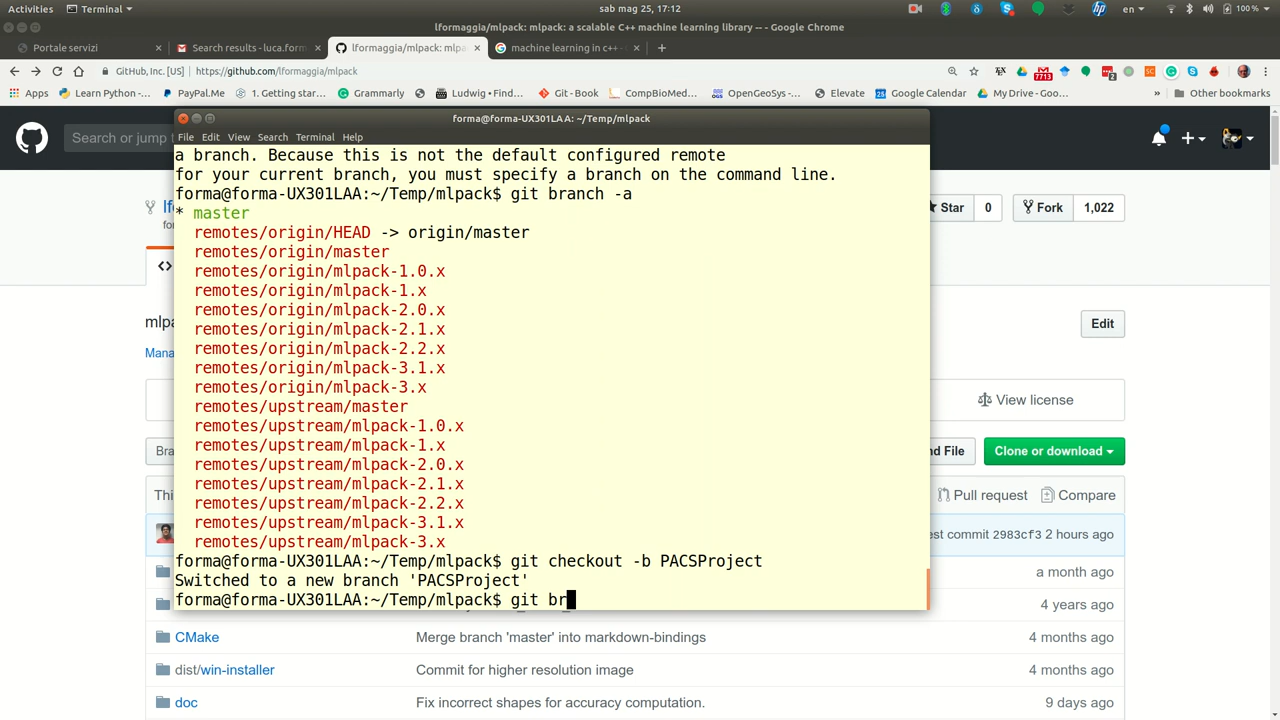 Activities Terminal sab mag 25, 17:12 en 100 %
lformaggia/mlpack: mlpack: a scalable C++ machine learning library -- - Google Chrome
Portale servizi Search results - luca.form lformaggia/mlpack: mlpa machine learning in c++ -
GitHub, Inc. [US] https://github.com/lformaggia/mlpack 7713
Apps Learn Python -... PayPal.Me 1. Getting star... Grammarly Ludwig • Find... Git - Book CompBioMed... OpenGeoSys-... Elevate Google Calendar My Drive - Goo... » Other bookmarks
forma@forma-UX301LAA: ~/Temp/mlpack
File Edit View Search Terminal Help
a branch. Because this is not the default configured remote
for your current branch, you must specify a branch on the command line.
forma@forma-UX301LAA:~/Temp/mlpack$ git branch -a
* master
remotes/origin/HEAD -> origin/master
remotes/origin/master
remotes/origin/mlpack-1.0.x
remotes/origin/mlpack-1.x
remotes/origin/mlpack-2.0.x
remotes/origin/mlpack-2.1.x
remotes/origin/mlpack-2.2.x
remotes/origin/mlpack-3.1.x
remotes/origin/mlpack-3.x
remotes/upstream/master
remotes/upstream/mlpack-1.0.x
remotes/upstream/mlpack-1.x
remotes/upstream/mlpack-2.0.x
remotes/upstream/mlpack-2.1.x
remotes/upstream/mlpack-2.2.x
remotes/upstream/mlpack-3.1.x
remotes/upstream/mlpack-3.x
forma@forma-UX301LAA:~/Temp/mlpack$ git checkout -b PACSProject
Switched to a new branch 'PACSProject'
forma@forma-UX301LAA:~/Temp/mlpack$ git br
Star 0 Fork 1,022
Edit
Mana
View license
Bra nd File Clone or download
Thi Pull request Compare
est commit 2983cf3 2 hours ago
a month ago
4 years ago
CMake Merge branch 'master' into markdown-bindings 4 months ago
dist/win-installer Commit for higher resolution image 4 months ago
doc Fix incorrect shapes for accuracy computation. 9 days ago